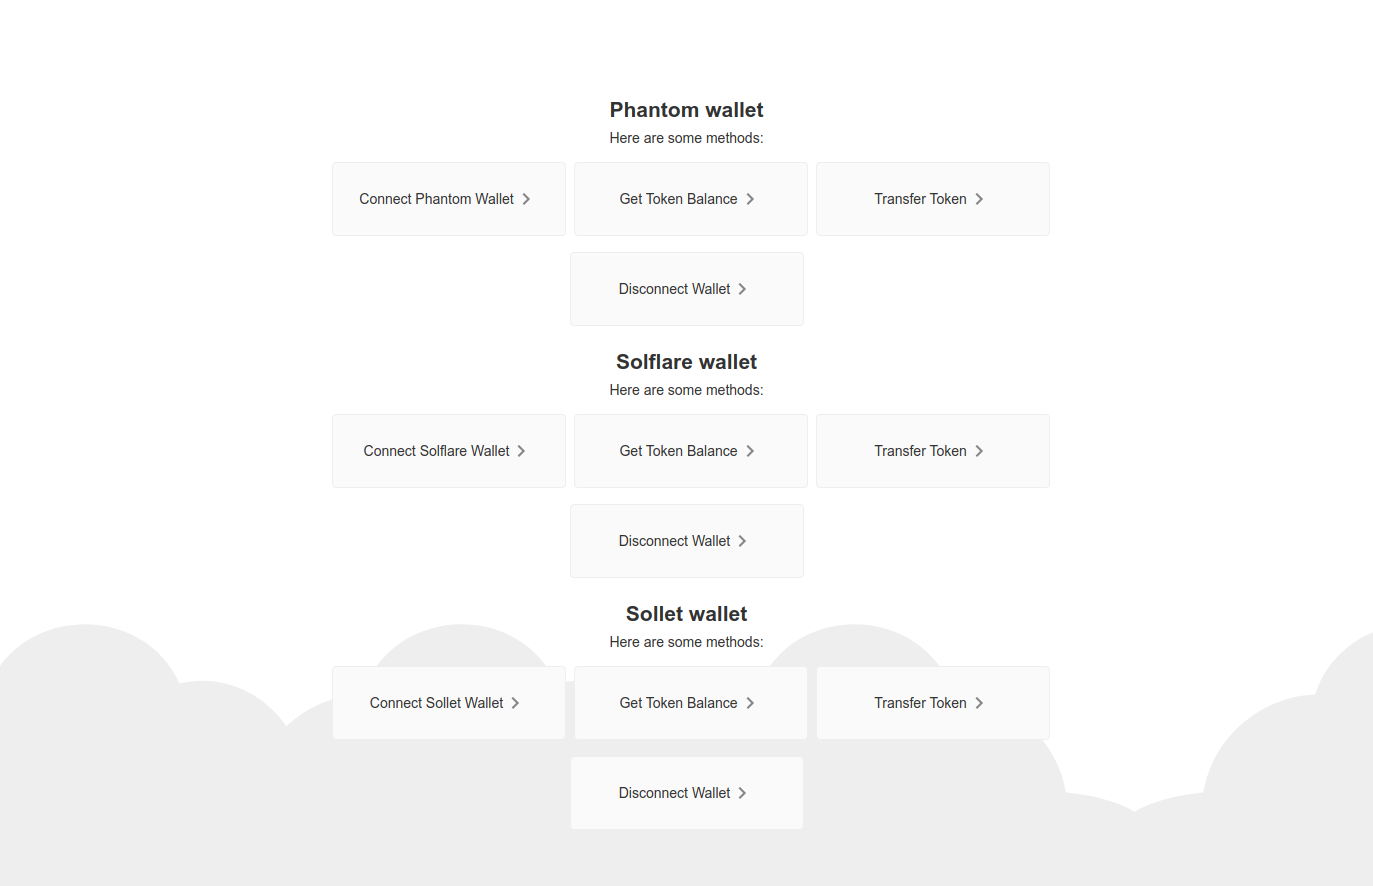 Phantom wallet
Here are some methods:
Connect Phantom Wallet
Get Token Balance
Transfer Token
Disconnect Wallet
Solflare wallet
Here are some methods:
Connect Solflare Wallet
Get Token Balance
Transfer Token
Disconnect Wallet
Sollet wallet
Here are some methods:
Connect Sollet Wallet
Get Token Balance
Transfer Token
Disconnect Wallet